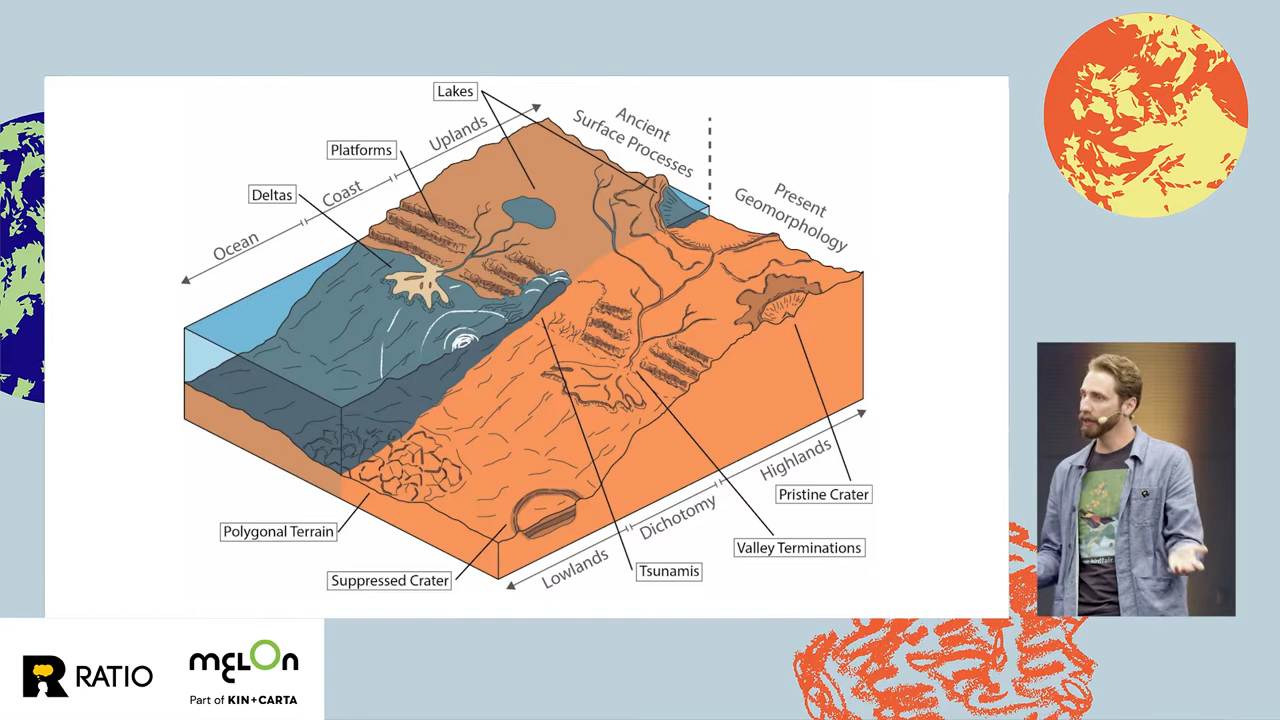 Lakes
Ancient
Surface Processes
Uplands
Platforms
Coast
Deltas
Present
Geomorphology
Ocean
Highlands
Pristine Crater
Dichotomy
Polygonal Terrain
Valley Terminations
Lowlands
Tsunamis
Suppressed Crater
RATIO
melon
Part of KIN+CARTA